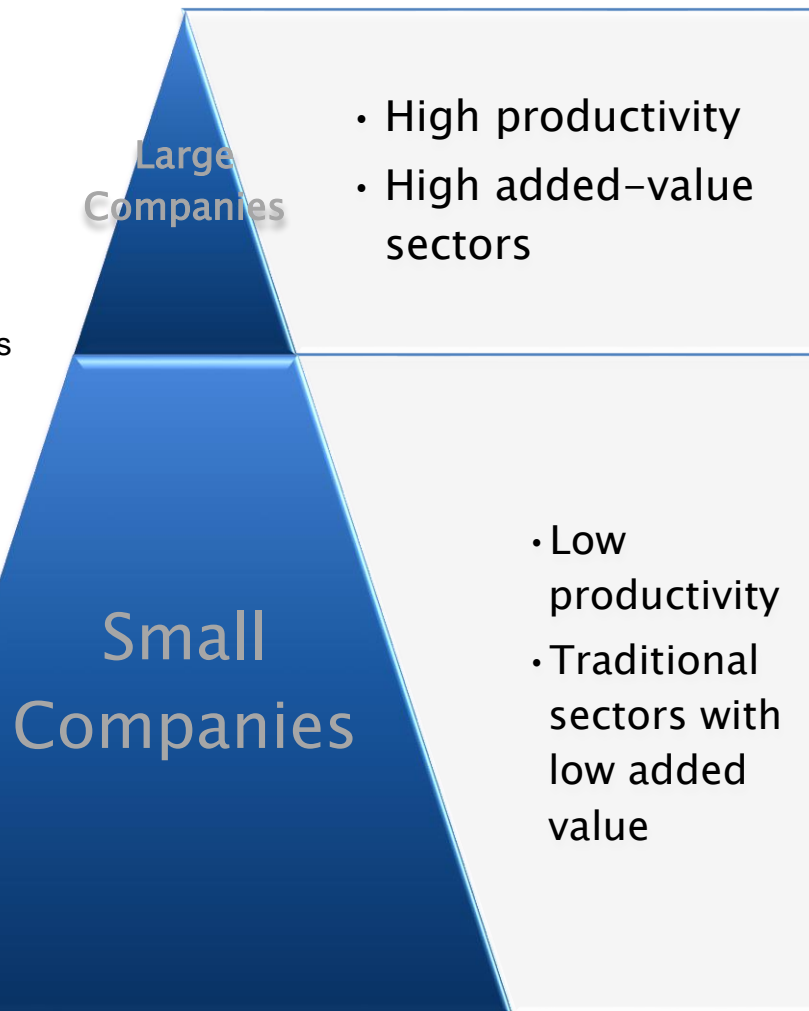 Large
Companies
• High productivity
• High added-value
sectors
s
Small
Companies
• Low
productivity
• Traditional
sectors with
low added
value